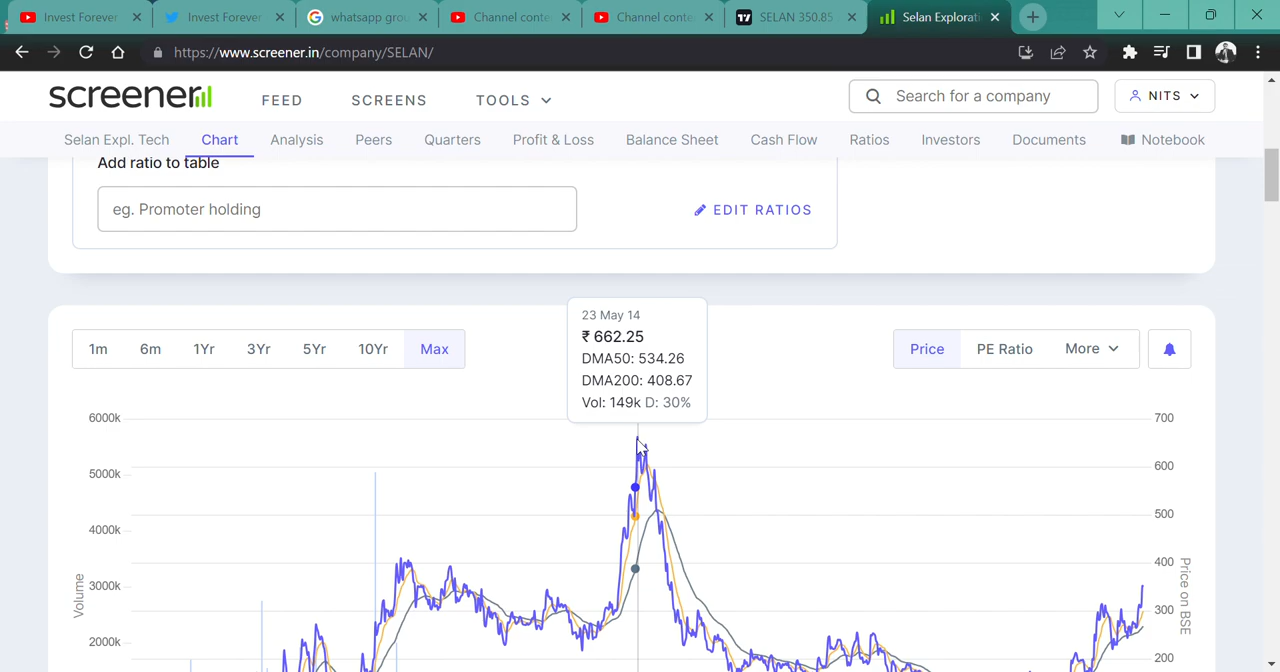 Invest Forever
Invest Forever
whatsapp grou
Channel conte
Channel conte
SELAN 350.85
Selan Explorati
https://www.screener.in/company/SELAN/
screener
FEED
SCREENS
TOOLS
Search for a company
NITS
Selan Expl. Tech
Chart
Analysis
Peers
Quarters
Profit & Loss
Balance Sheet
Cash Flow
Ratios
Investors
Documents
Notebook
Add ratio to table
eg. Promoter holding
EDIT RATIOS
1m 6m 1Yr 3Yr 5Yr 10Yr Max
23 May 14
₹ 662.25
DMA50: 534.26
DMA200: 408.67
Vol: 149k D: 30%
Price
PE Ratio
More
6000k
5000k
4000k
3000k
2000k
Volume
700
600
500
400
300
200
Price on BSE